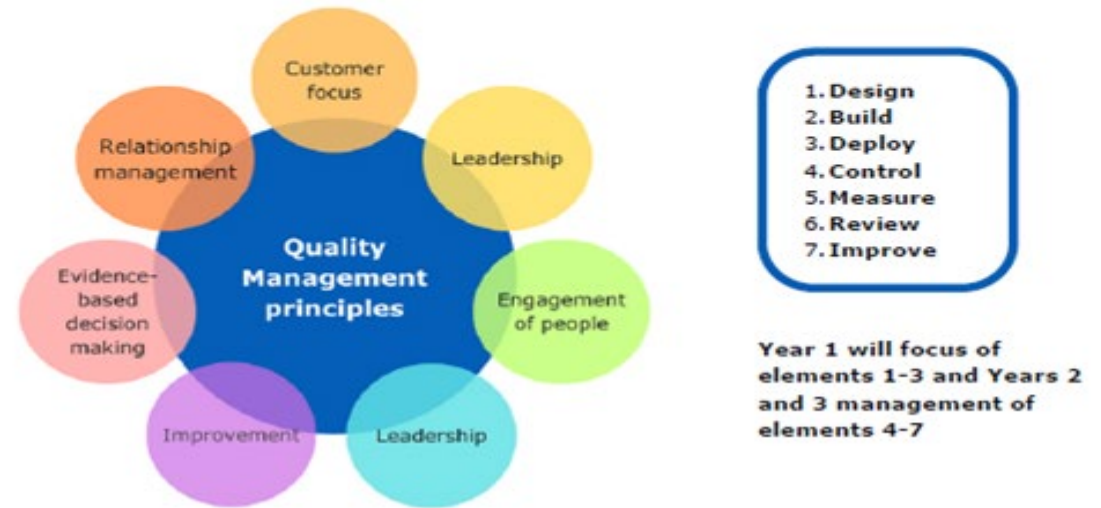 Customer
focus
Leadership
Engagement
of people
Leadership
Improvement
Evidence-
based
decision
making
Relationship
management
Quality
Management
principles
1. Design
2. Build
3. Deploy
4. Control
5. Measure
6. Review
7. Improve
Year 1 will focus of
elements 1-3 and Years 2
and 3 management of
elements 4-7